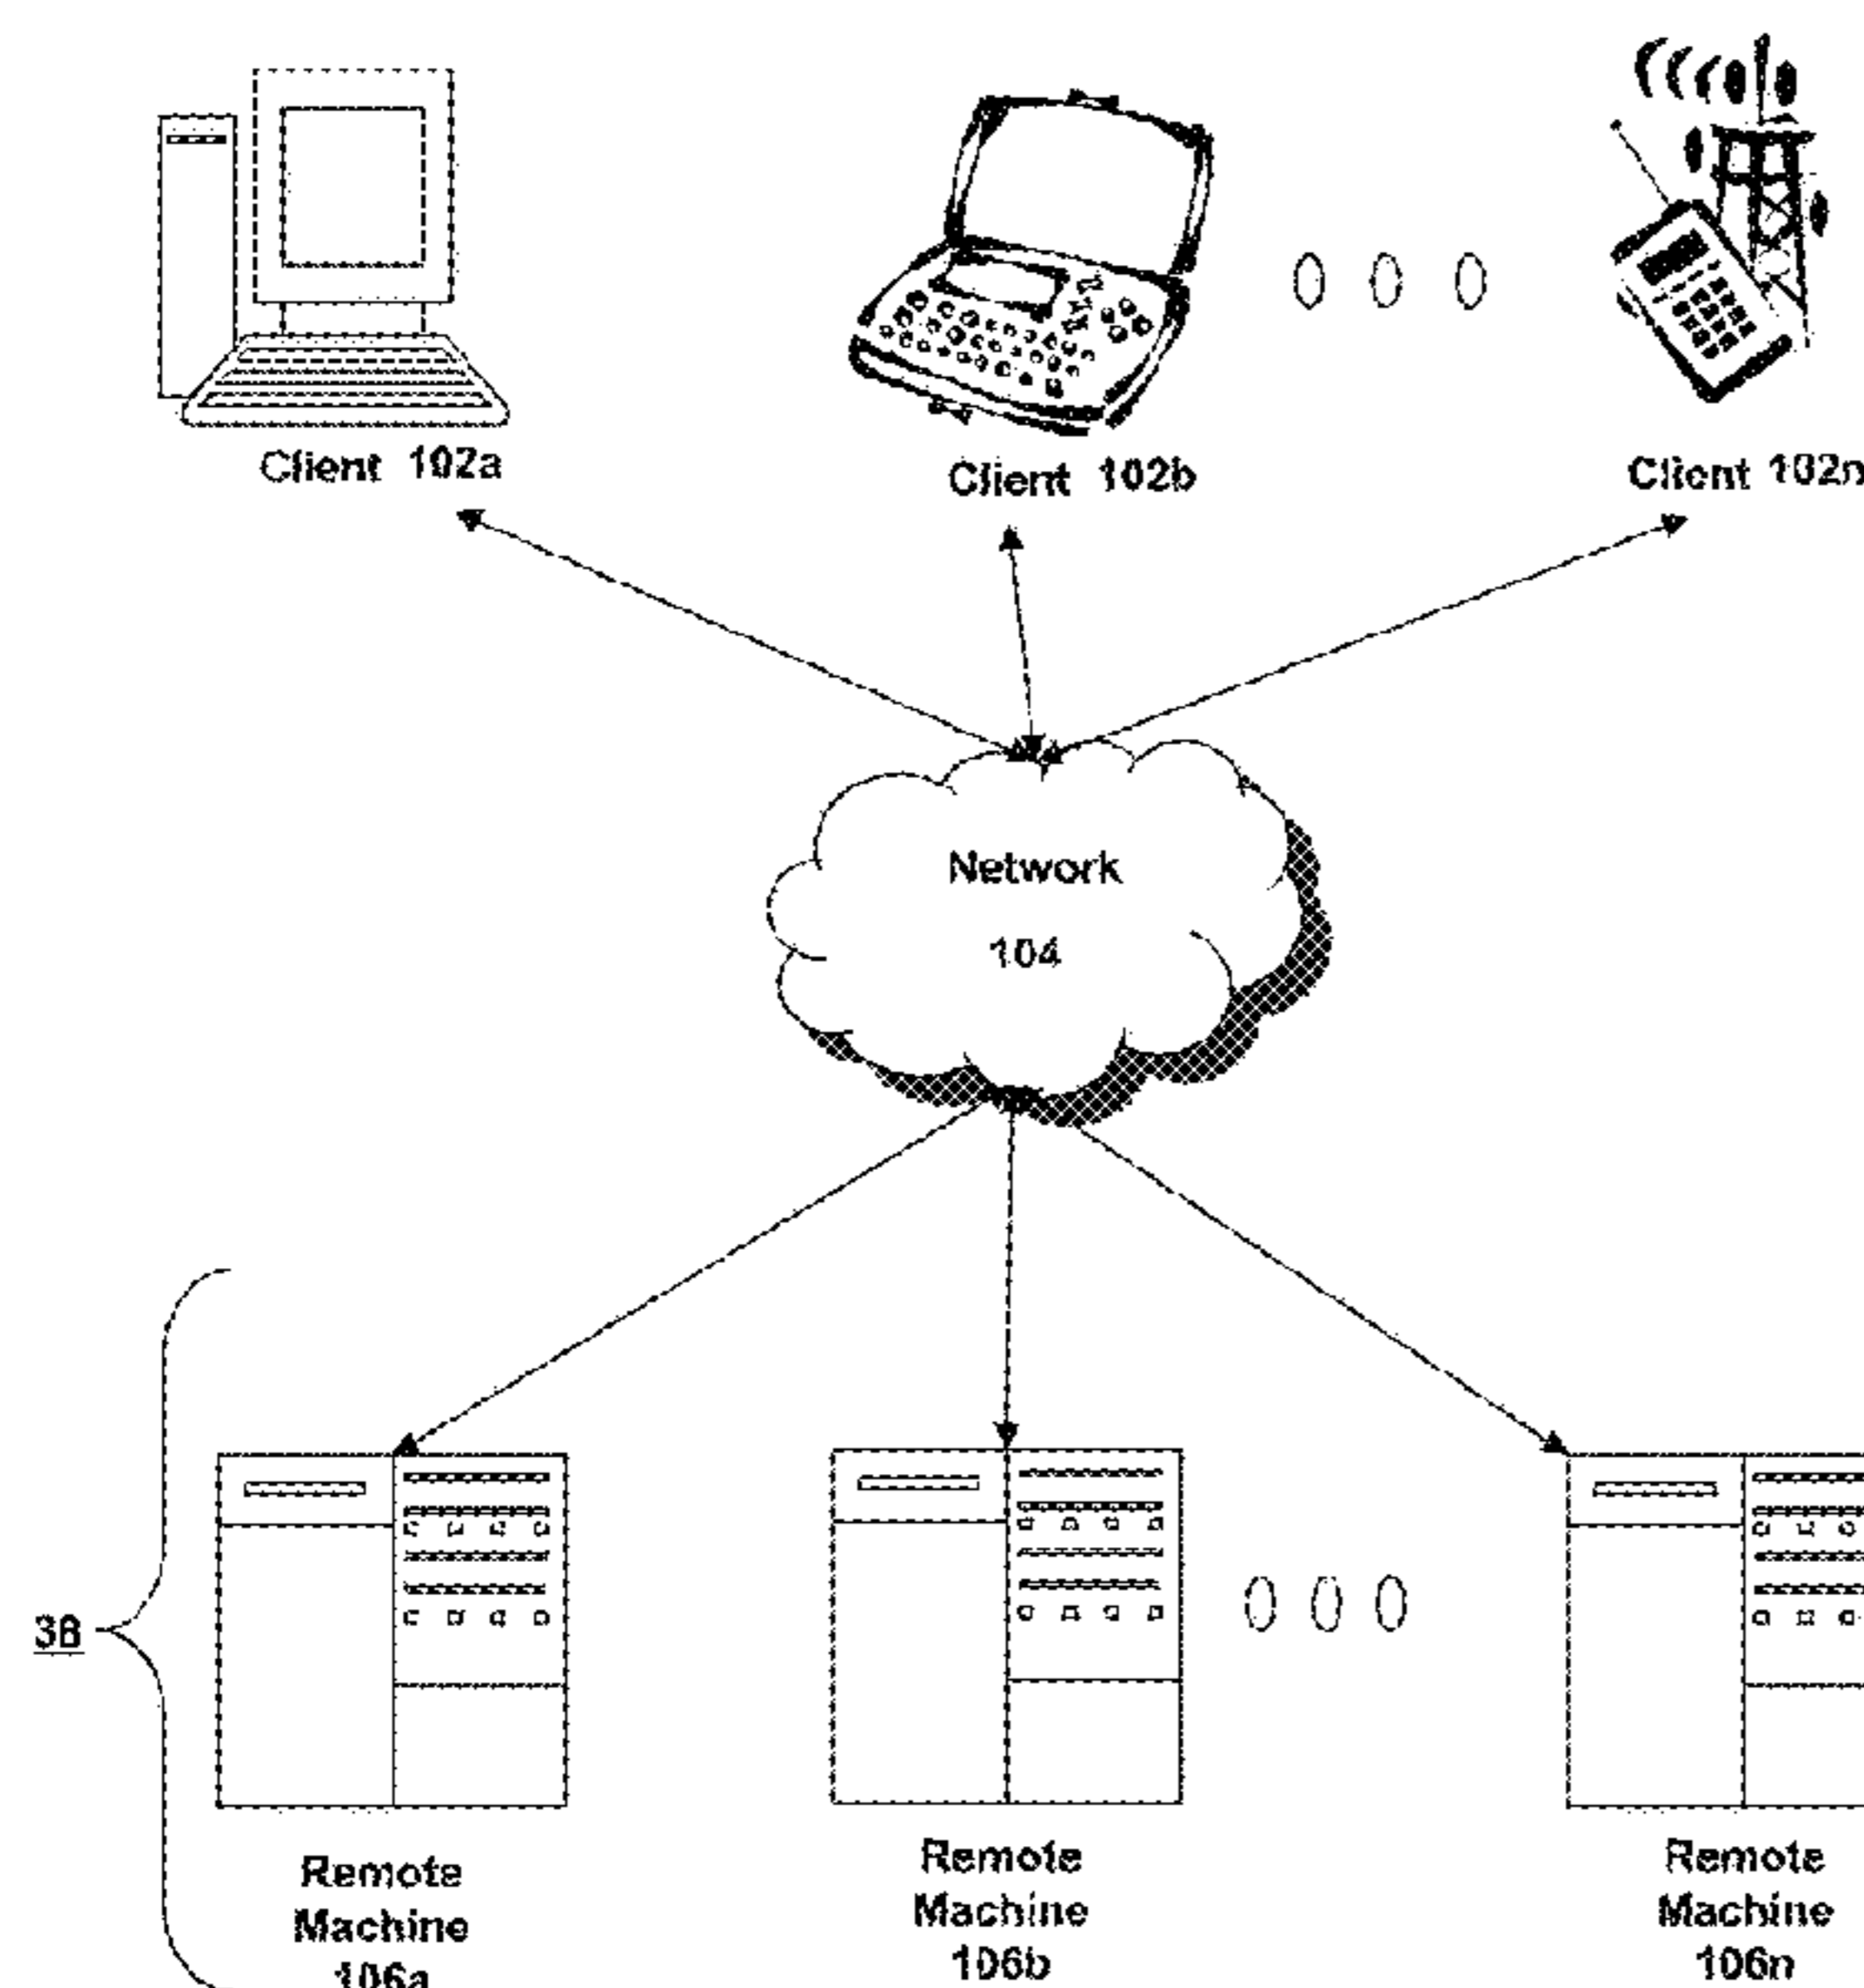 Client 102a
Client 102b
Client 102n
Network
104
38
Remote
Machine
106a
Remote
Machine
106b
Remote
Machine
106n